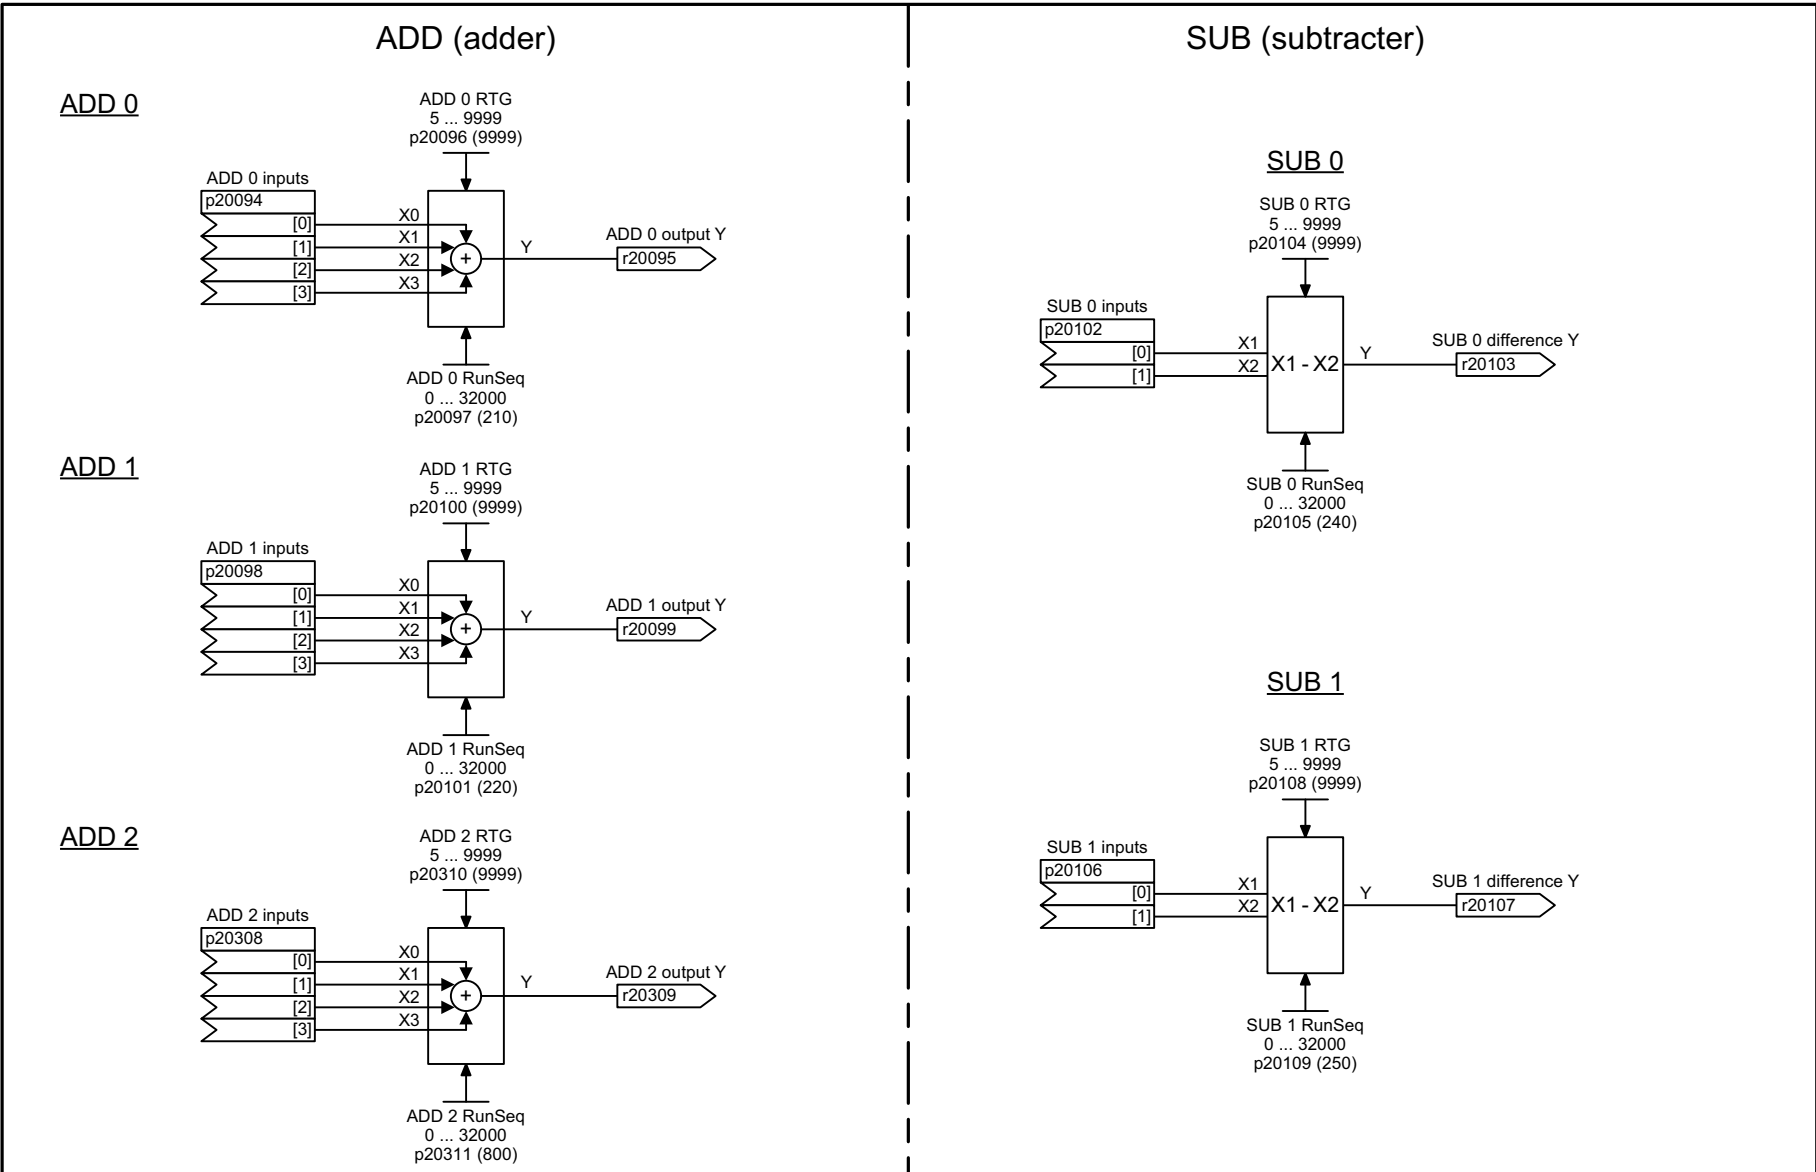 ADD (adder)
ADD 0
ADD 0 RTG
5 ... 9999
p20096 (9999)
ADD 0 inputs
p20094
[0]
[1]
[2]
[3]
X0
X1
X2
X3
+
Y
ADD 0 output Y
r20095
ADD 0 RunSeq
0 ... 32000
p20097 (210)
ADD 1
ADD 1 RTG
5 ... 9999
p20100 (9999)
ADD 1 inputs
p20098
[0]
[1]
[2]
[3]
X0
X1
X2
X3
+
Y
ADD 1 output Y
r20099
ADD 1 RunSeq
0 ... 32000
p20101 (220)
ADD 2
ADD 2 RTG
5 ... 9999
p20310 (9999)
ADD 2 inputs
p20308
[0]
[1]
[2]
[3]
X0
X1
X2
X3
+
Y
ADD 2 output Y
r20309
ADD 2 RunSeq
0 ... 32000
p20311 (800)
SUB (subtracter)
SUB 0
SUB 0 RTG
5 ... 9999
p20104 (9999)
SUB 0 inputs
p20102
[0]
[1]
X1
X2
X1 - X2
Y
SUB 0 difference Y
r20103
SUB 0 RunSeq
0 ... 32000
p20105 (240)
SUB 1
SUB 1 RTG
5 ... 9999
p20108 (9999)
SUB 1 inputs
p20106
[0]
[1]
X1
X2
X1 - X2
Y
SUB 1 difference Y
r20107
SUB 1 RunSeq
0 ... 32000
p20109 (250)